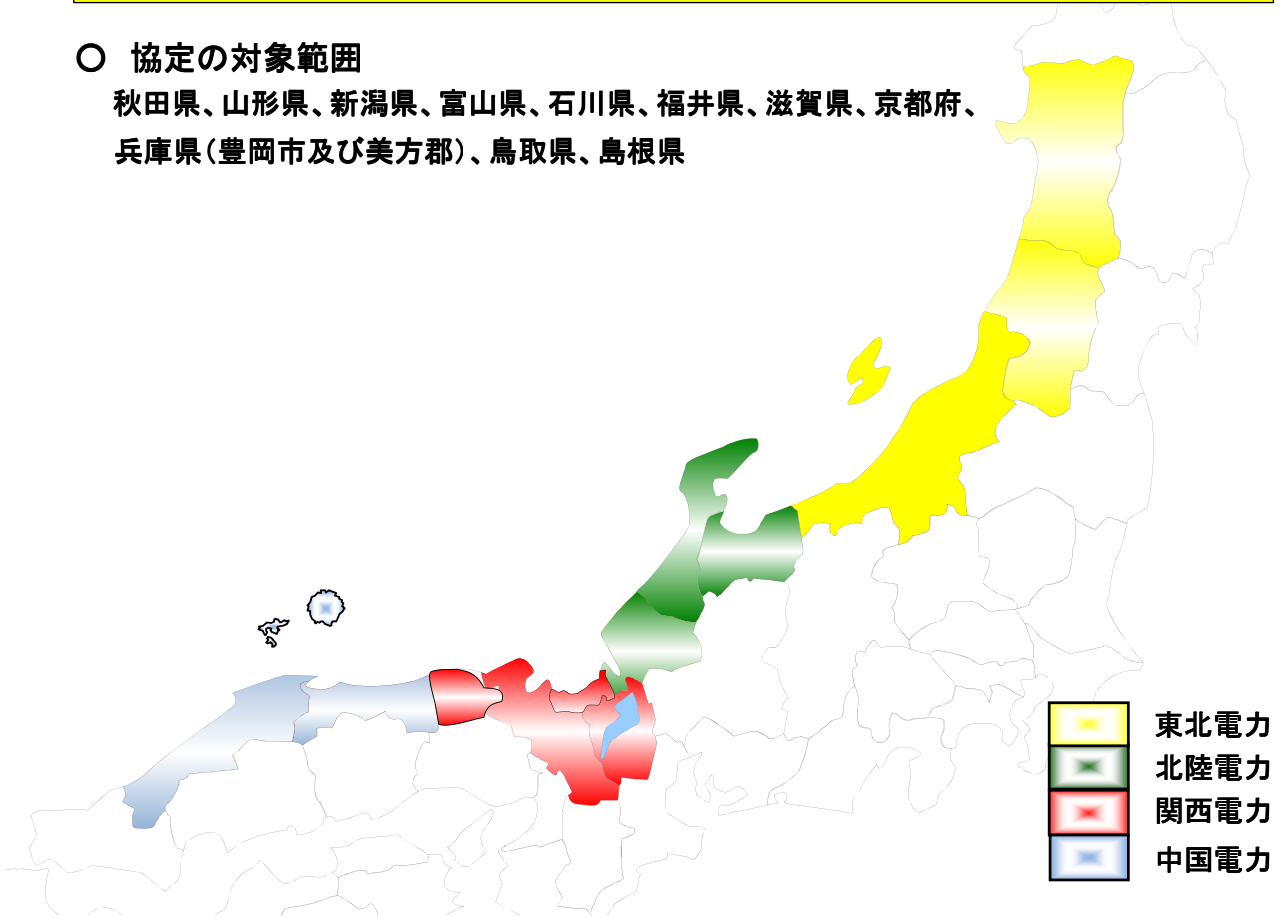 ○ 協定の対象範囲
秋田県、山形県、新潟県、富山県、石川県、福井県、滋賀県、京都府、
兵庫県（豊岡市及び美方郡）、鳥取県、島根県
東北電力
北陸電力
関西電力
中国電力